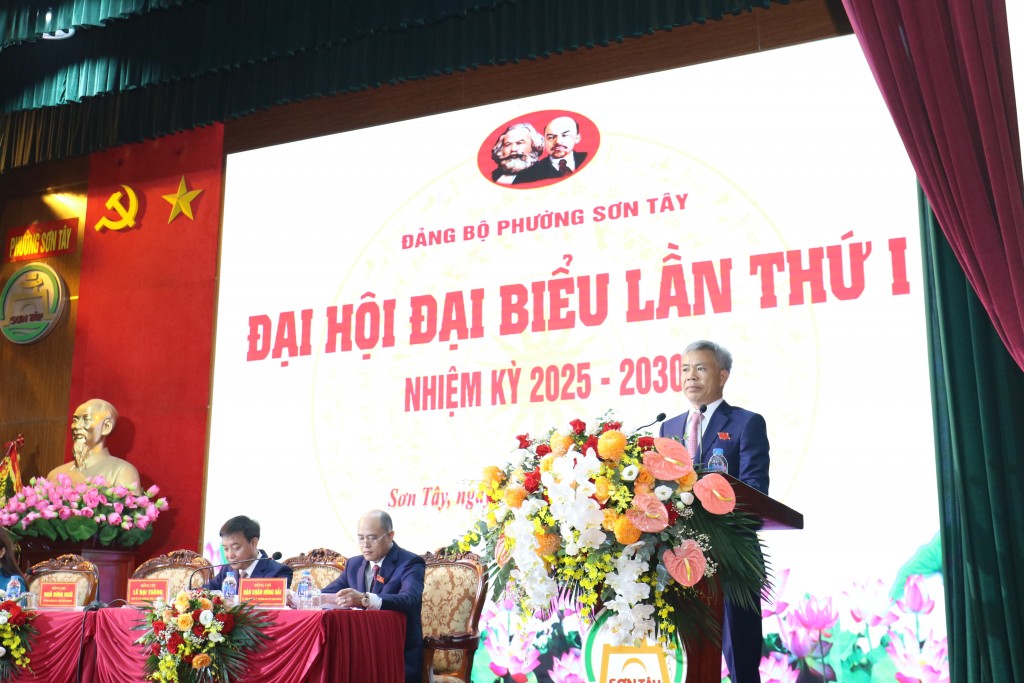 ĐẢNG BỘ PHƯỜNG SƠN TÂY
ĐẠI HỘI ĐẠI BIỂU LẦN THỨ I
NHIỆM KỲ 2025 - 2030
Sơn Tây, ngà
PHƯỜNG SƠN TÂY
SƠN TÂY
ĐỒNG CHÍ
LÊ ĐẠI THĂNG
ĐỒNG CHÍ
SƠN TÂY